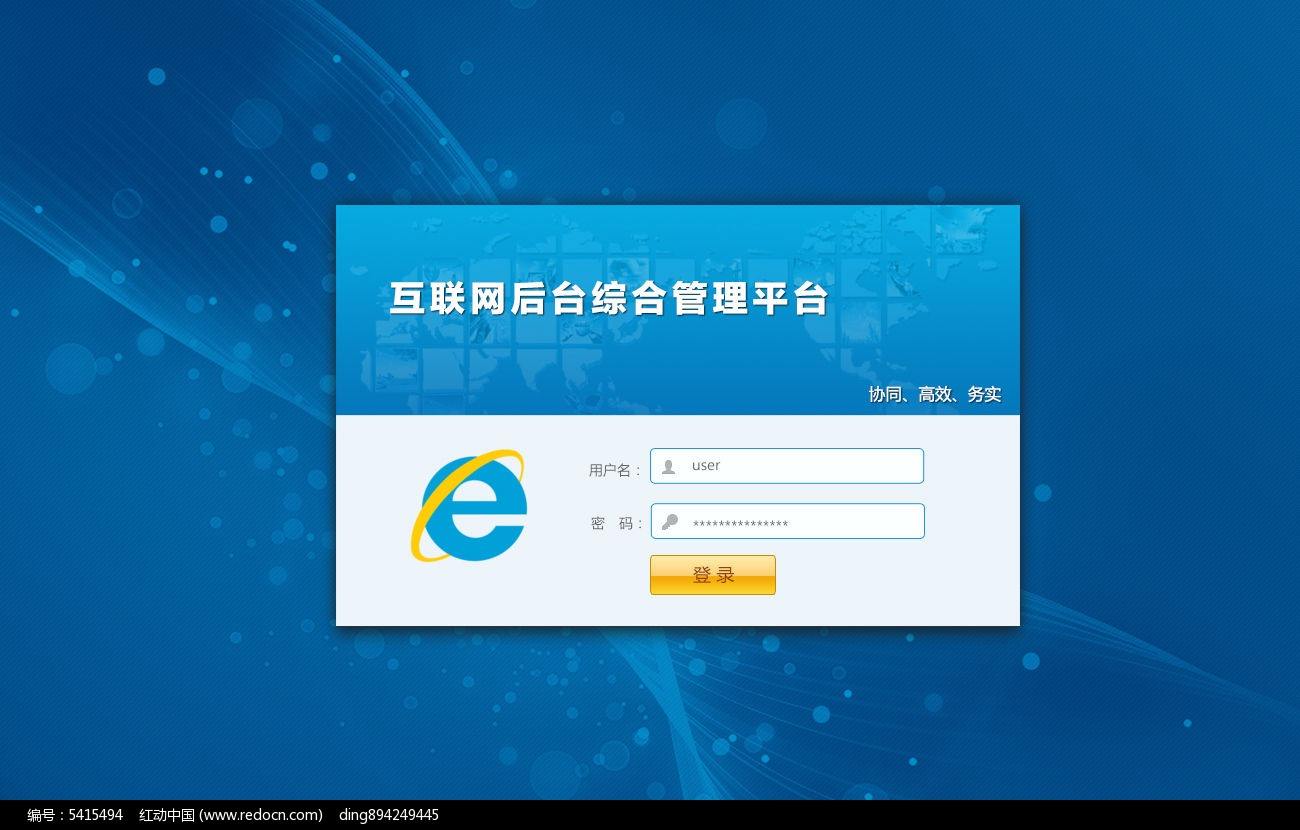 互联网后台综合管理平台
协同、高效、务实
用户名：
user
密 码：
***************
登 录
编号：5415494 红动中国 (www.redocn.com) ding894249445